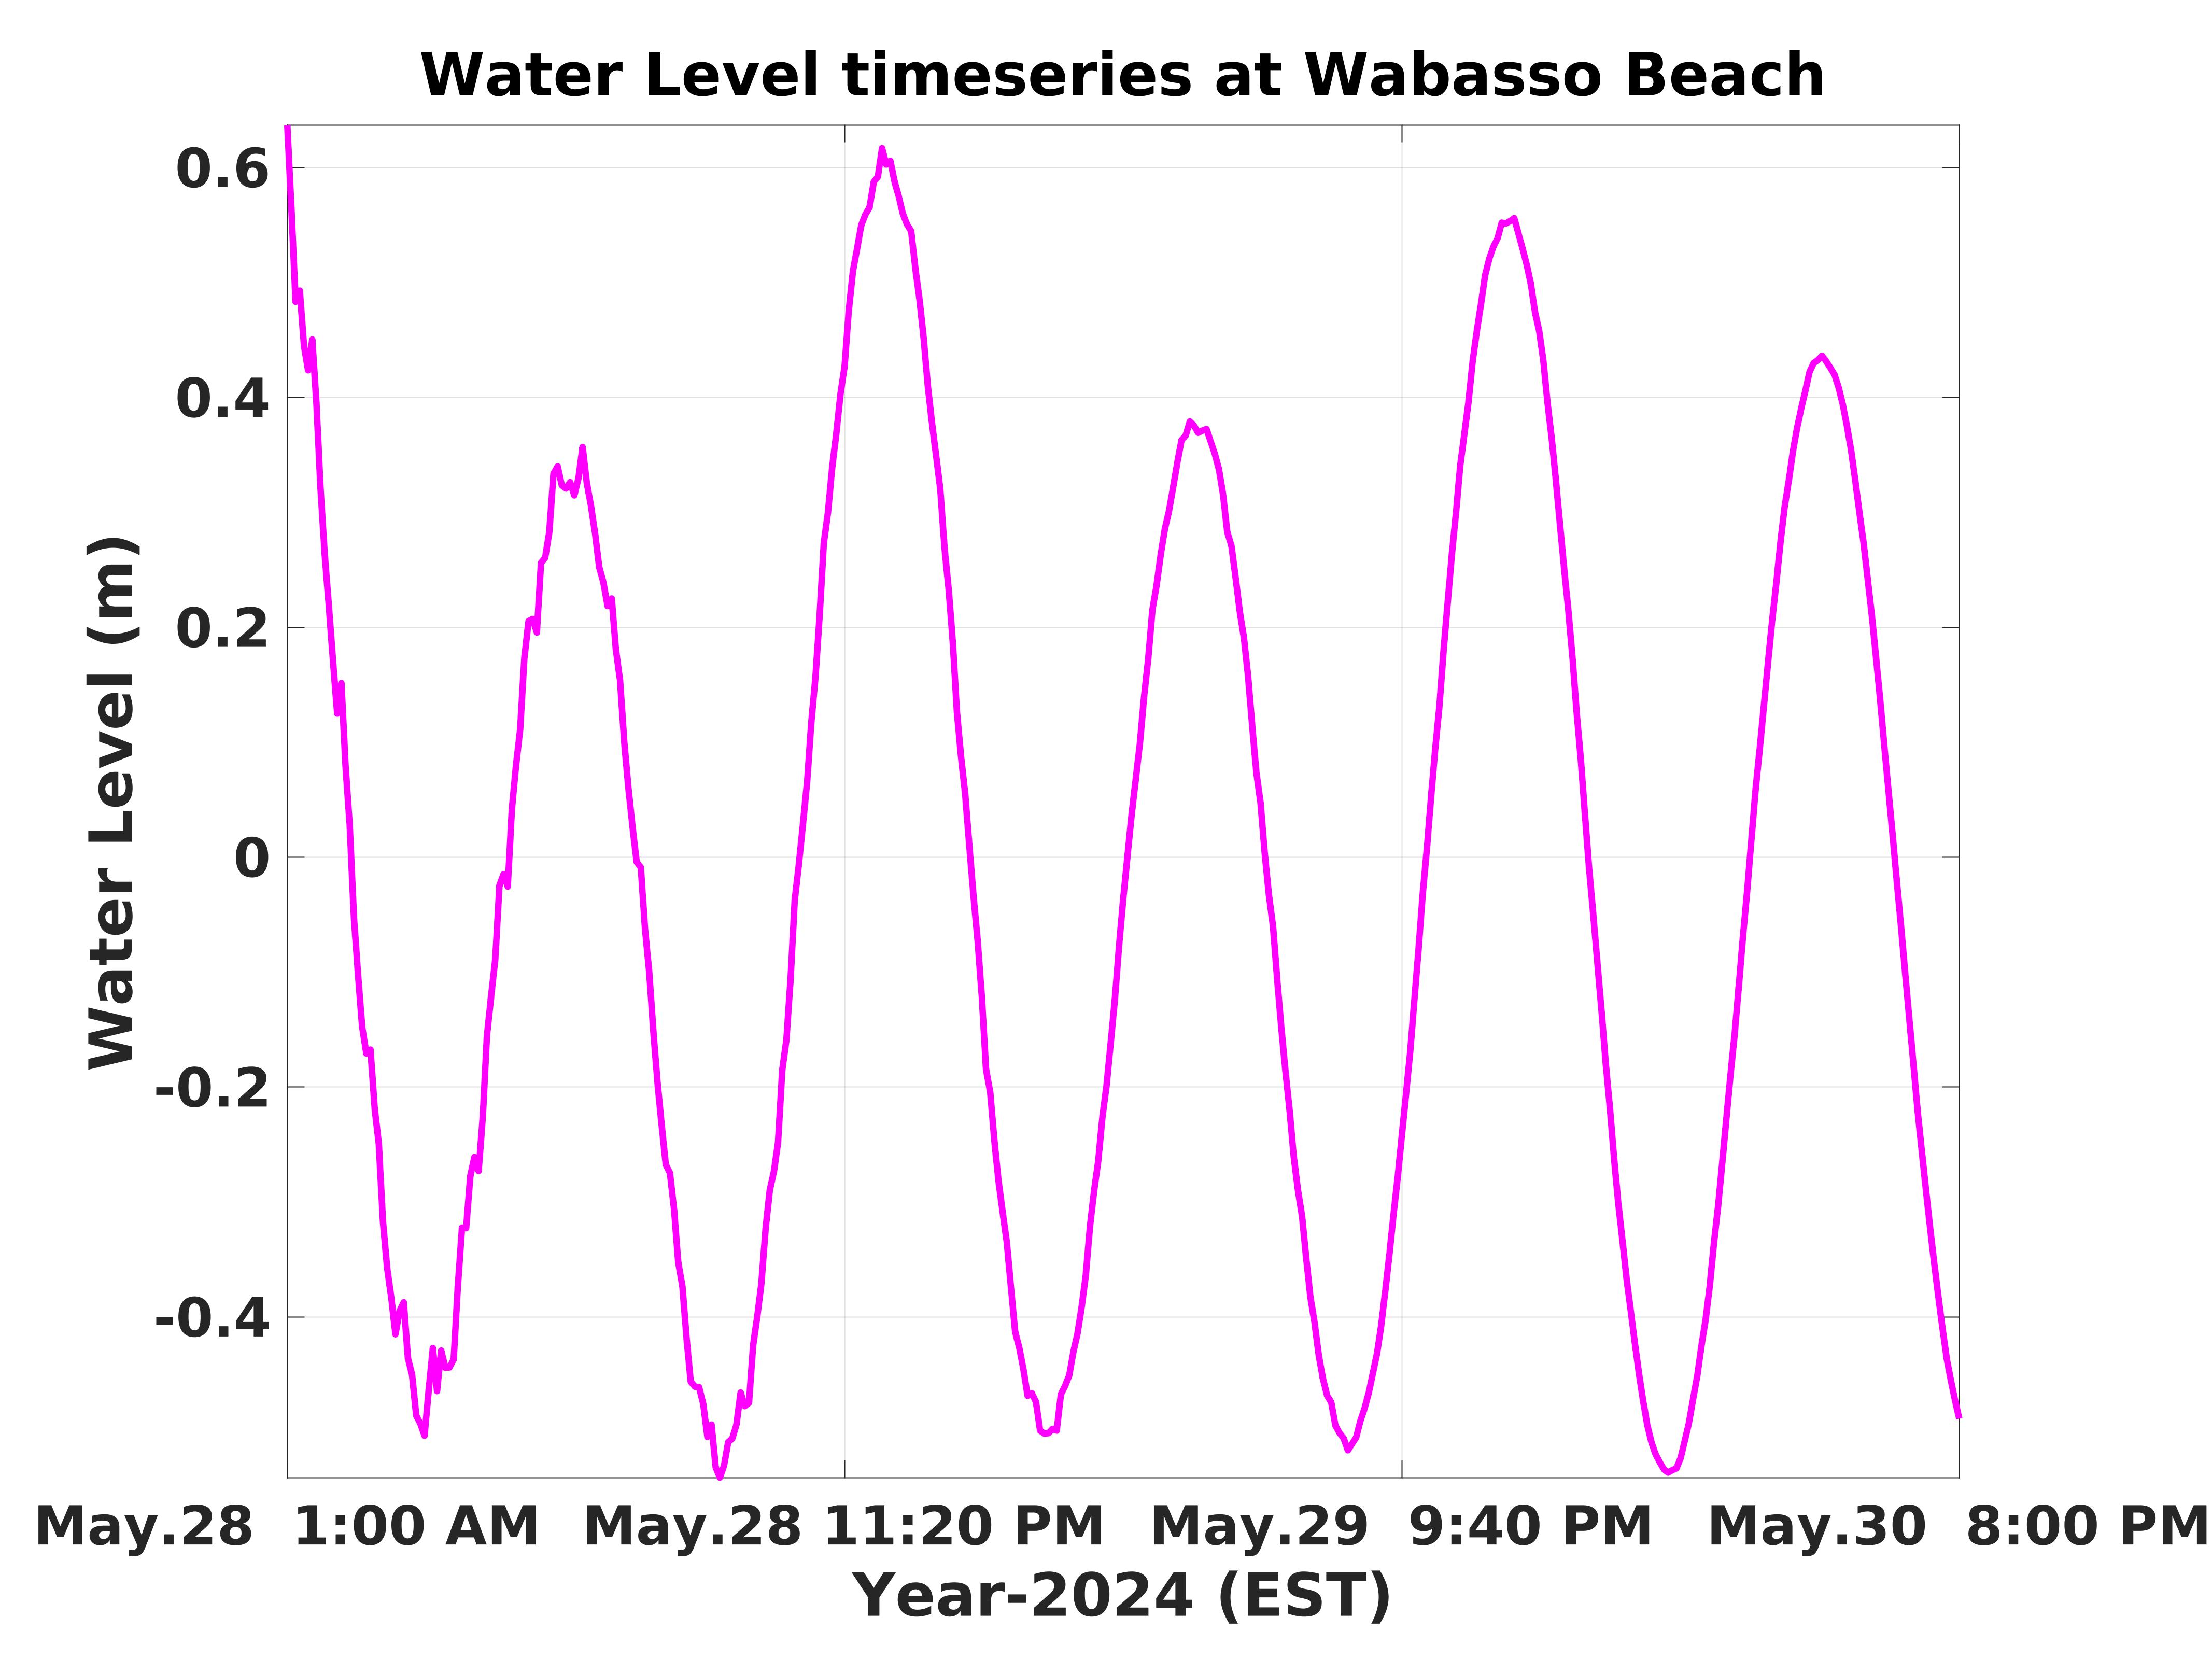 Water Level timeseries at Wabasso Beach
Water Level (m)
0.6
0.4
0.2
0
-0.2
-0.4
May.28 1:00 AM
May.28 11:20 PM
May.29 9:40 PM
May.30 8:00 PM
Year-2024 (EST)